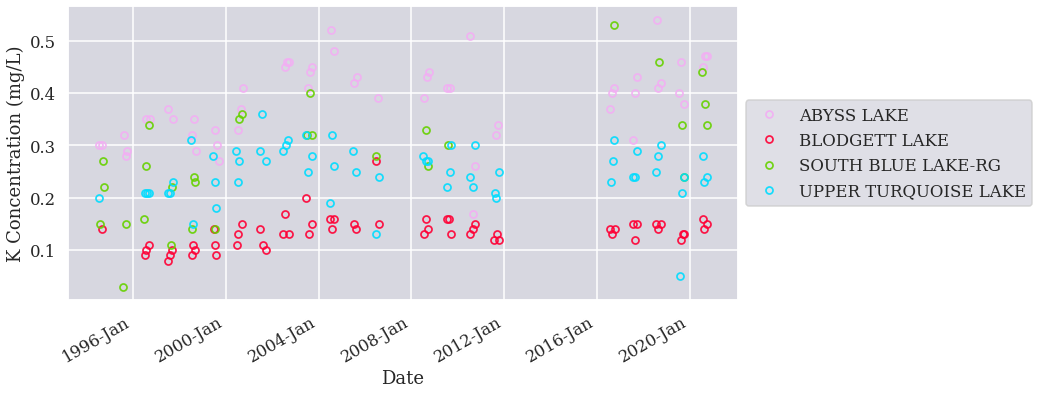 K Concentration (mg/L)
0.5
0.4
0.3
0.2
0.1
1996-Jan
2000-Jan
2004-Jan
2008-Jan
2012-Jan
2016-Jan
2020-Jan
Date
ABYSS LAKE
BLODGETT LAKE
SOUTH BLUE LAKE-RG
UPPER TURQUOISE LAKE